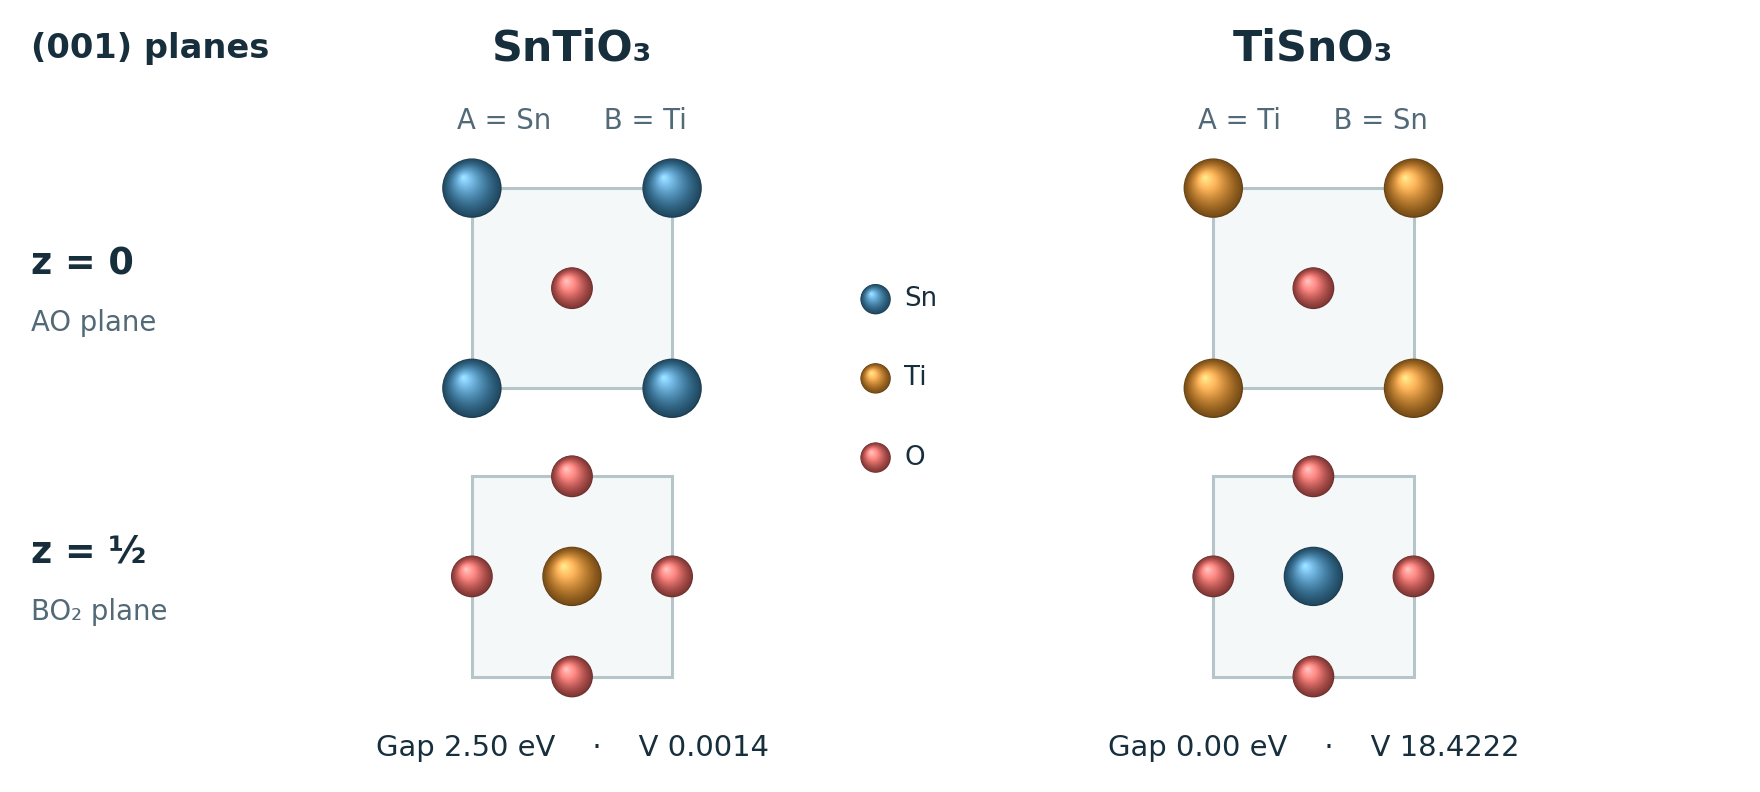 (001) planes
SnTiO₃
TiSnO₃
A = Sn B = Ti
A = Ti B = Sn
z = 0
AO plane
Sn
Ti
O
z = ½
BO₂ plane
Gap 2.50 eV · V 0.0014
Gap 0.00 eV · V 18.4222